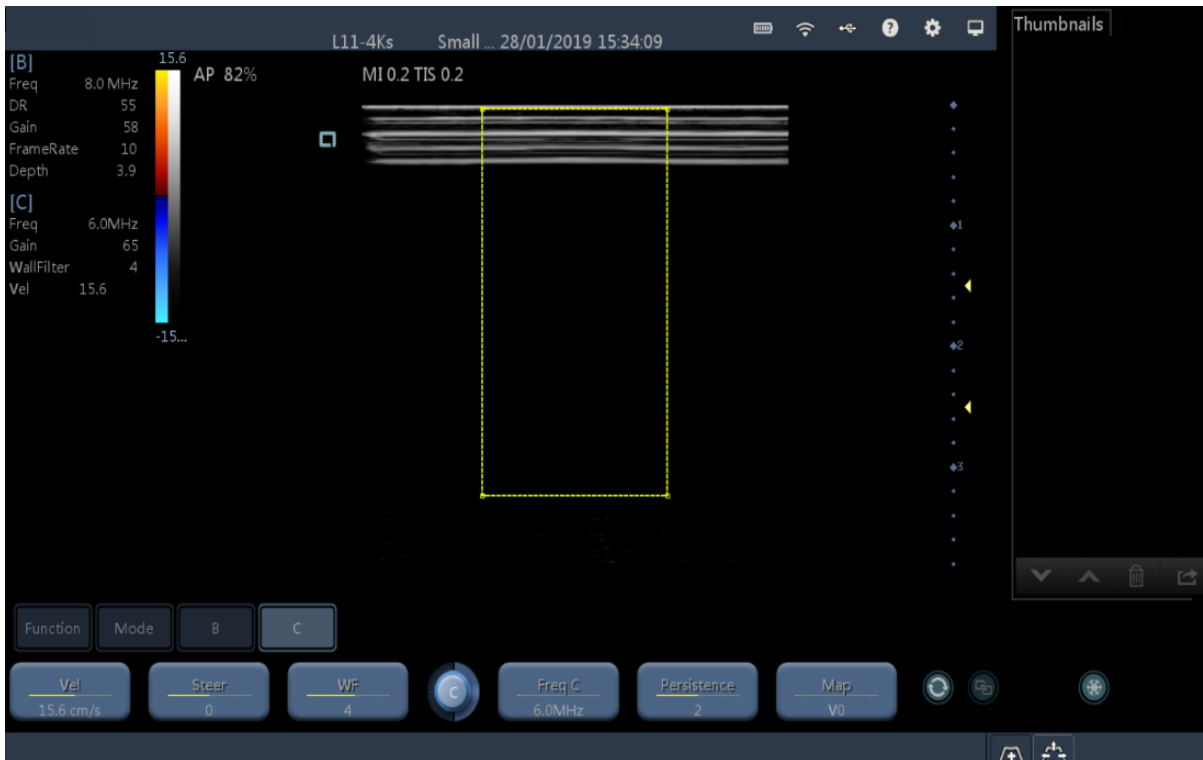 L11-4Ks Small ... 28/01/2019 15:34:09
Thumbnails
[B]
Freq 8.0 MHz
DR 55
Gain 58
FrameRate 10
Depth 3.9
[C]
Freq 6.0MHz
Gain 65
WallFilter 4
Vel 15.6
15.6
-15...
AP 82%
MI 0.2 TIS 0.2
1
2
3
Function Mode B C
Vel Steer WF C Freq C Persistence Map
15.6 cm/s 0 4 6.0MHz 2 V0